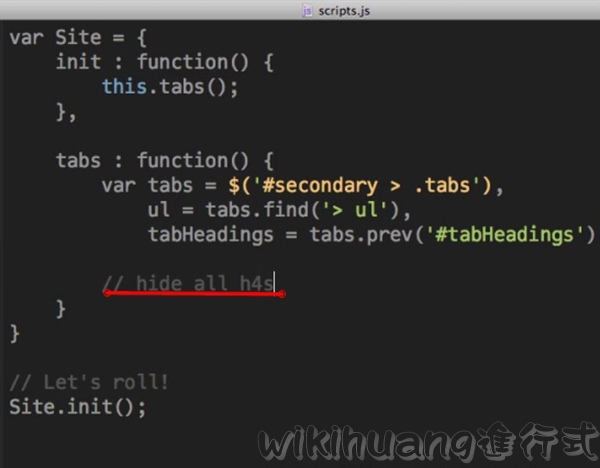 scripts.js
var Site = {
    init : function() {
        this.tabs();
    },
    tabs : function() {
        var tabs = $('#secondary > .tabs'),
            ul = tabs.find('> ul'),
            tabHeadings = tabs.prev('#tabHeadings')
        // hide all h4s
    }
}
// Let's roll!
Site.init();
wikihuang進行式